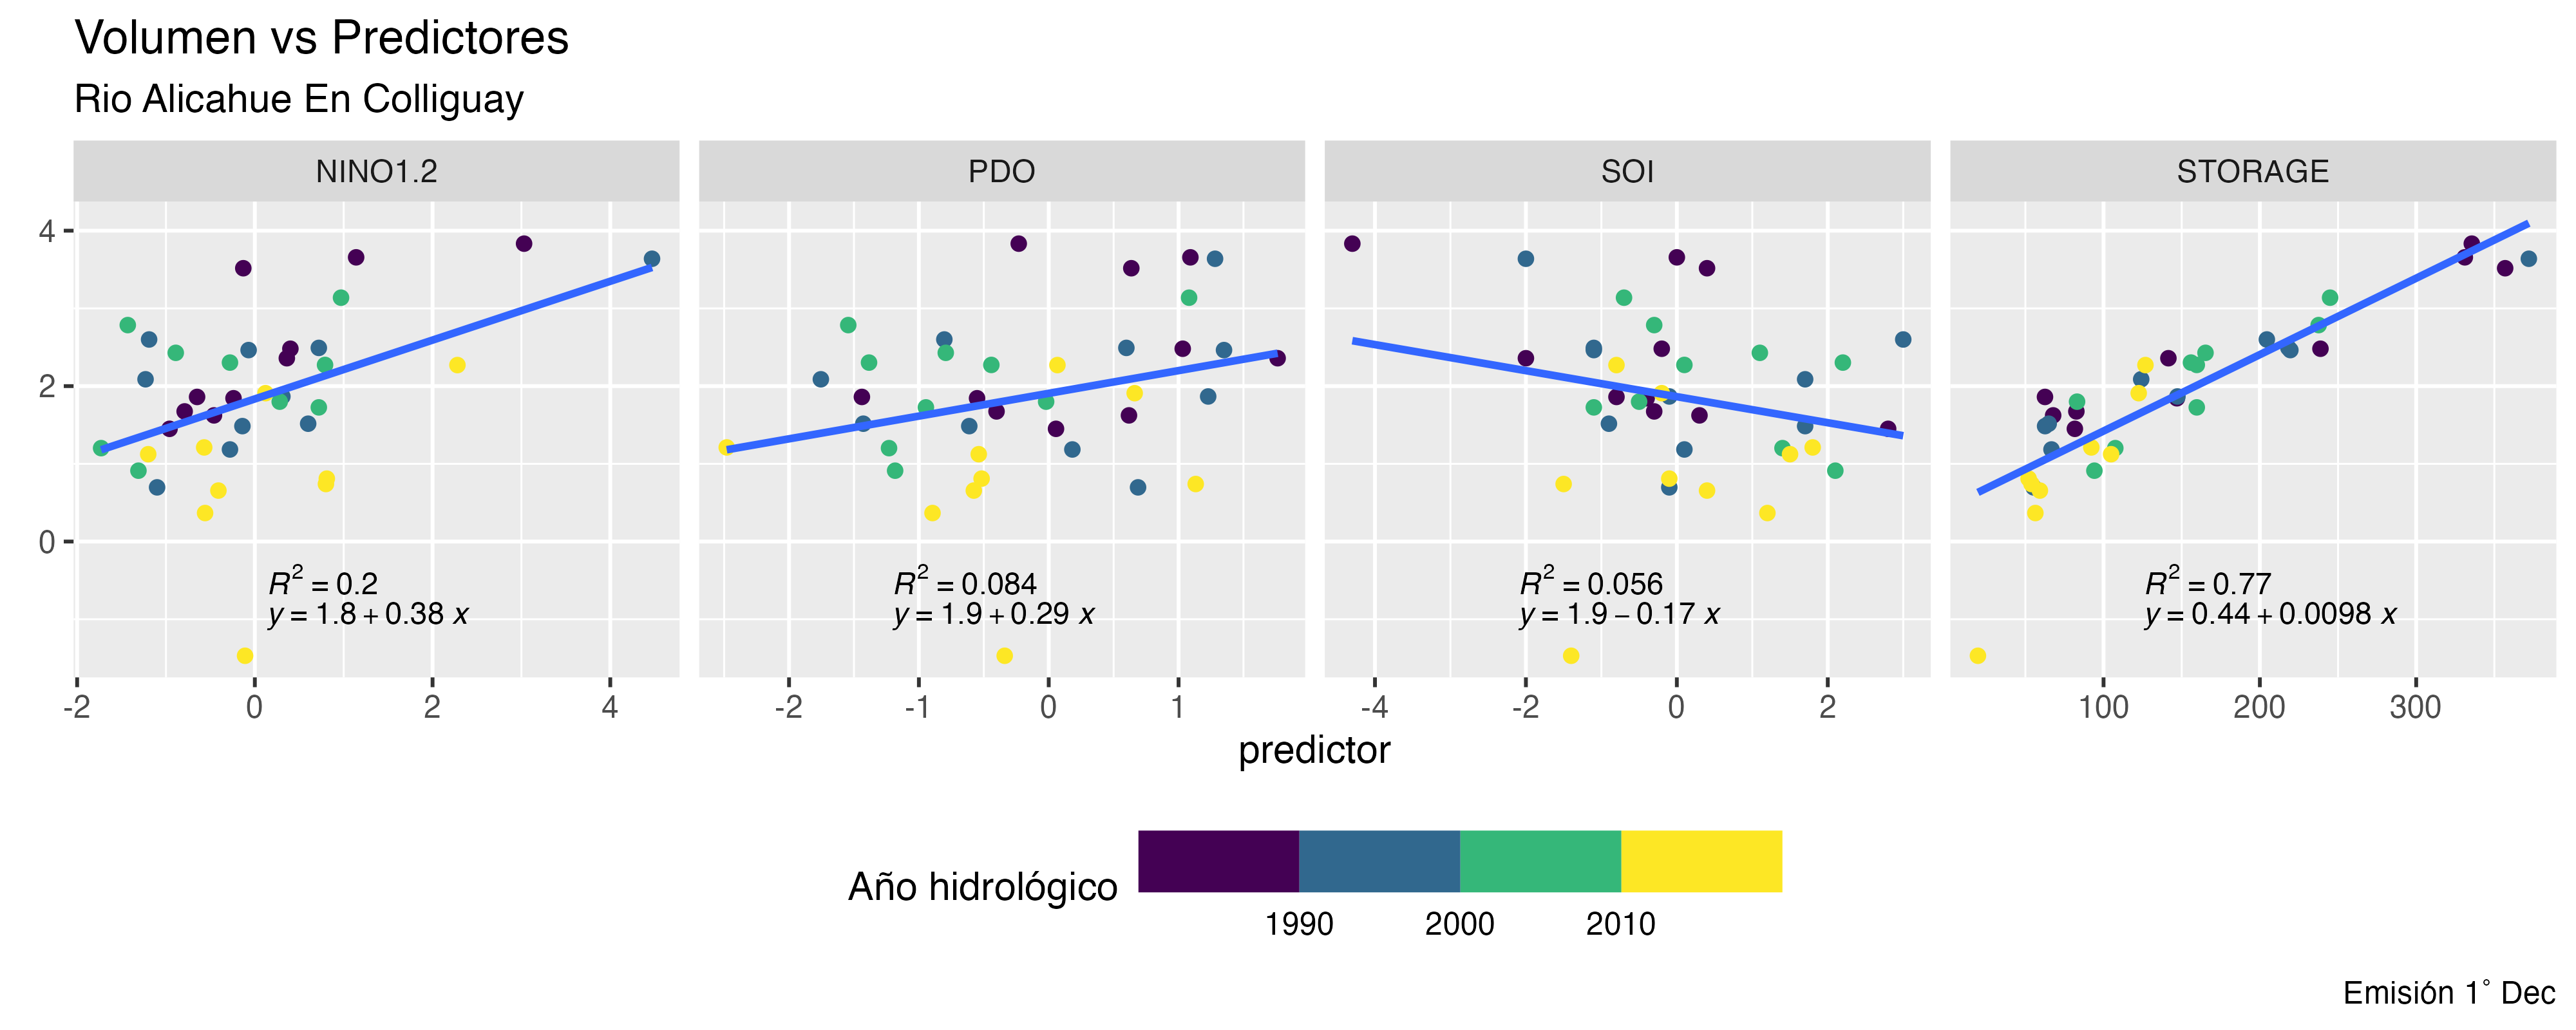 Volumen vs Predictores
Rio Alicahue En Colliguay
NINO1.2 PDO SOI STORAGE
4
2
0
R² = 0.2
y = 1.8 + 0.38 x
R² = 0.084
y = 1.9 + 0.29 x
R² = 0.056
y = 1.9 − 0.17 x
R² = 0.77
y = 0.44 + 0.0098 x
-2 0 2 4
-2 -1 0 1
-4 -2 0 2
100 200 300
predictor
Año hidrológico
1990 2000 2010
Emisión 1° Dec